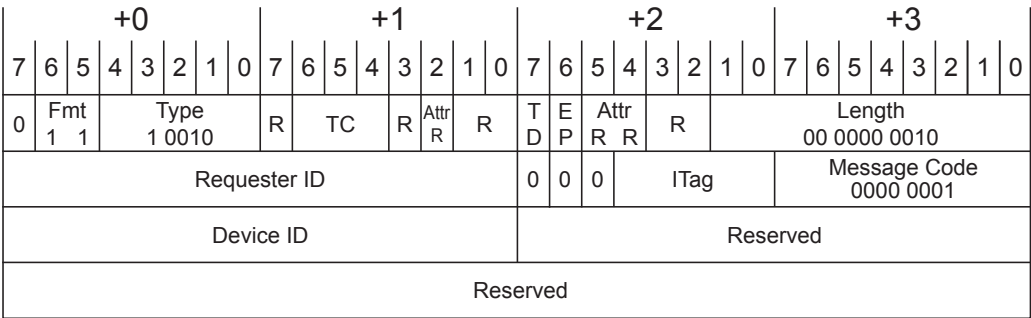 +0 +1 +2 +3
7 6 5 4 3 2 1 0 7 6 5 4 3 2 1 0 7 6 5 4 3 2 1 0 7 6 5 4 3 2 1 0
0 Fmt Type R TC R Attr R T E Attr R Length
1 1 1 0010 R D P R R 00 0000 0010
Requester ID 0 0 0 ITag Message Code
0000 0001
Device ID Reserved
Reserved